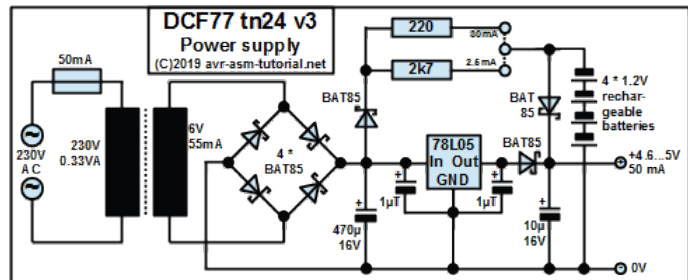 DCF77 tn24 v3
Power supply
(C)2019 avr-asm-tutorial.net
50mA
230V
AC
230V
0.33VA
6V
55mA
4 *
BAT85
BAT85
220
2k7
80mA
2.6mA
BAT
85
4 * 1.2V
rechar-
geable
batteries
78L05
In Out
GND
BAT85
+4.6...5V
50 mA
+
470µ
16V
+
1µT
+
1µT
+
10µ
16V
0V